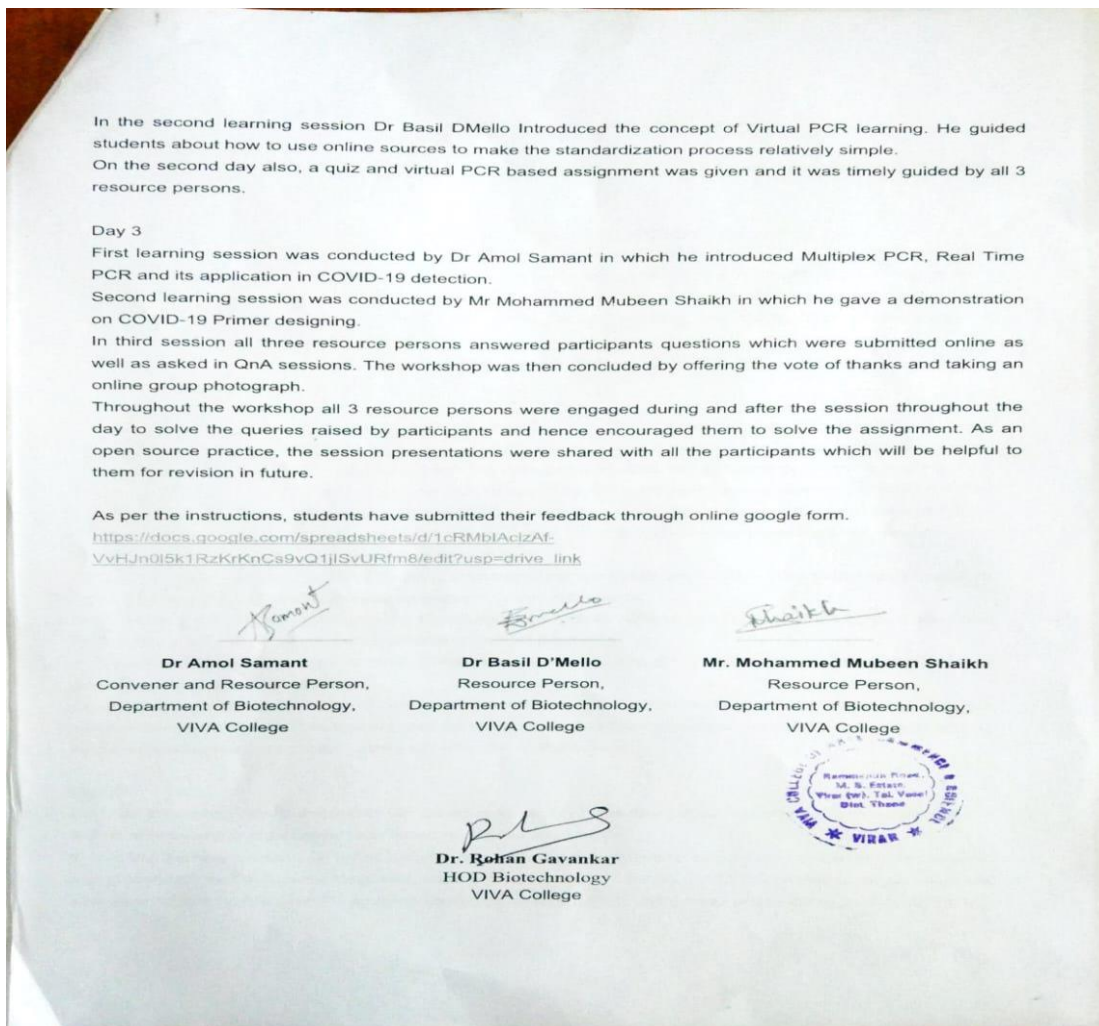 In the second learning session Dr Basil DMello Introduced the concept of Virtual PCR learning. He guided
students about how to use online sources to make the standardization process relatively simple.
On the second day also, a quiz and virtual PCR based assignment was given and it was timely guided by all 3
resource persons.
Day 3
First learning session was conducted by Dr Amol Samant in which he introduced Multiplex PCR, Real Time
PCR and its application in COVID-19 detection.
Second learning session was conducted by Mr Mohammed Mubeen Shaikh in which he gave a demonstration
on COVID-19 Primer designing.
In third session all three resource persons answered participants questions which were submitted online as
well as asked in QnA sessions. The workshop was then concluded by offering the vote of thanks and taking an
online group photograph.
Throughout the workshop all 3 resource persons were engaged during and after the session throughout the
day to solve the queries raised by participants and hence encouraged them to solve the assignment. As an
open source practice, the session presentations were shared with all the participants which will be helpful to
them for revision in future.
As per the instructions, students have submitted their feedback through online google form.
https://docs.google.com/spreadsheets/d/1cRMbIAcIzAf-
VvHJn0I5k1RzKrKnCs9vQ1jISvURfm8/edit?usp=drive_link
Samant
Shaikh
Dr Amol Samant
Convener and Resource Person,
Department of Biotechnology,
VIVA College
Dr Basil D'Mello
Resource Person,
Department of Biotechnology,
VIVA College
Mr. Mohammed Mubeen Shaikh
Resource Person,
Department of Biotechnology,
VIVA College
VIVA COLLEGE
& 
VIRAR
Road,
M. B. Estate,
Virar (W), Tal. Vasai
Dist. Thane
Dr. Rohan Gavankar
HOD Biotechnology
VIVA College